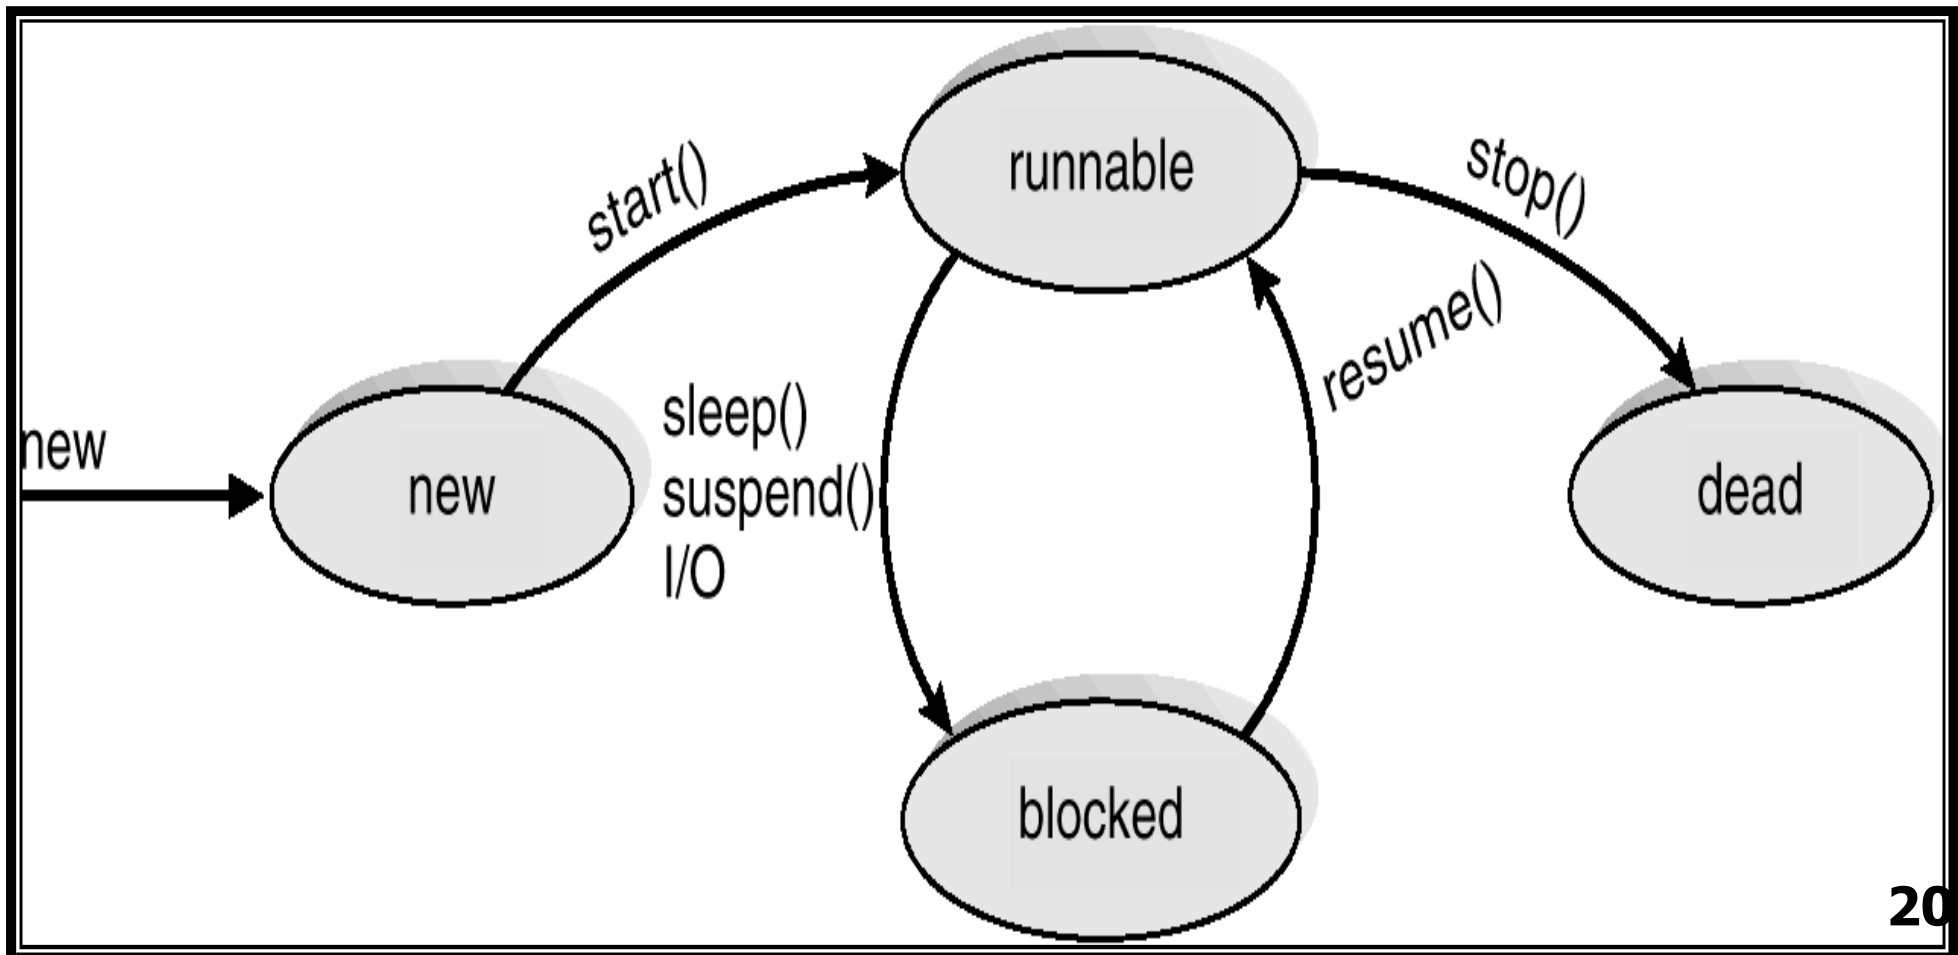 runnable
start()
stop()
resume()
new
new
sleep()
suspend()
I/O
dead
blocked
20